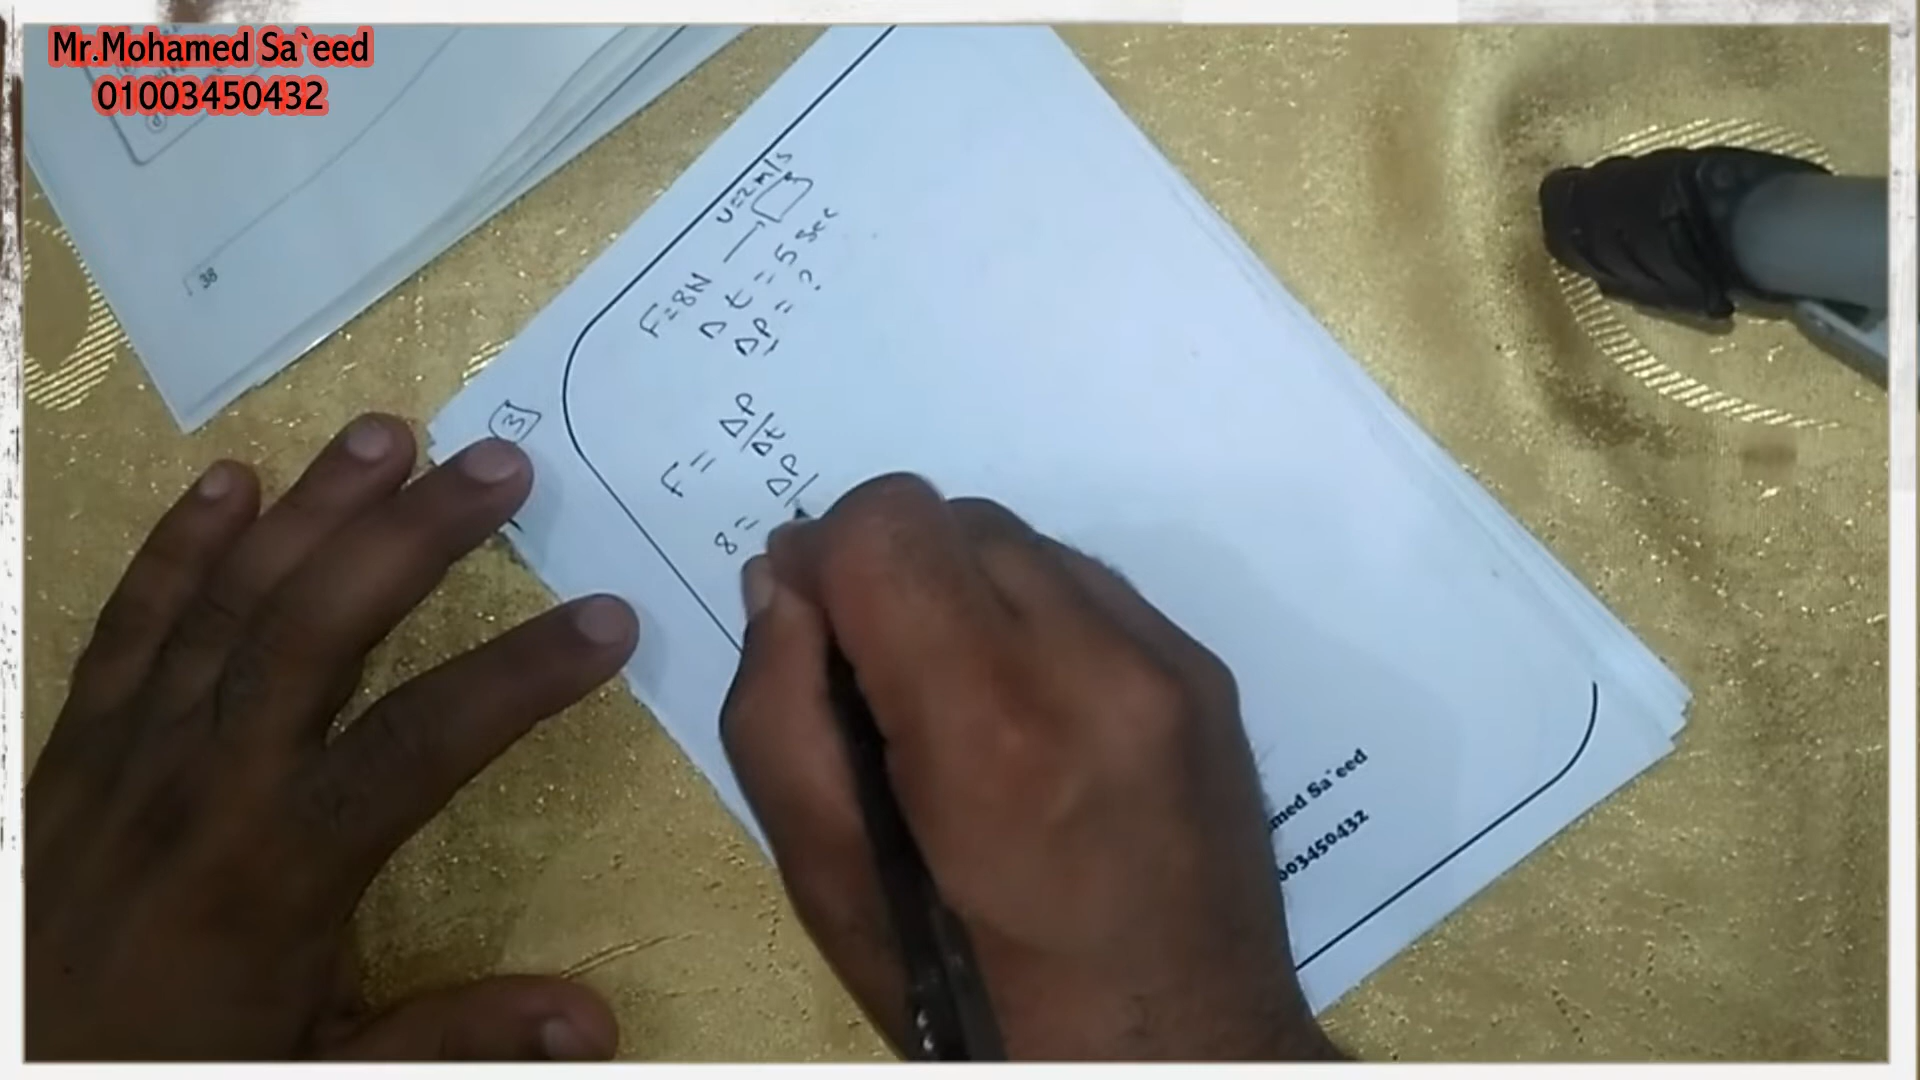 Mr.Mohamed Sa`eed
01003450432
38
3
U=2m/s
F=8N
Δt=5 Sec
ΔP=?
F=ΔP/Δt
8=ΔP/
med Sa`eed
003450432